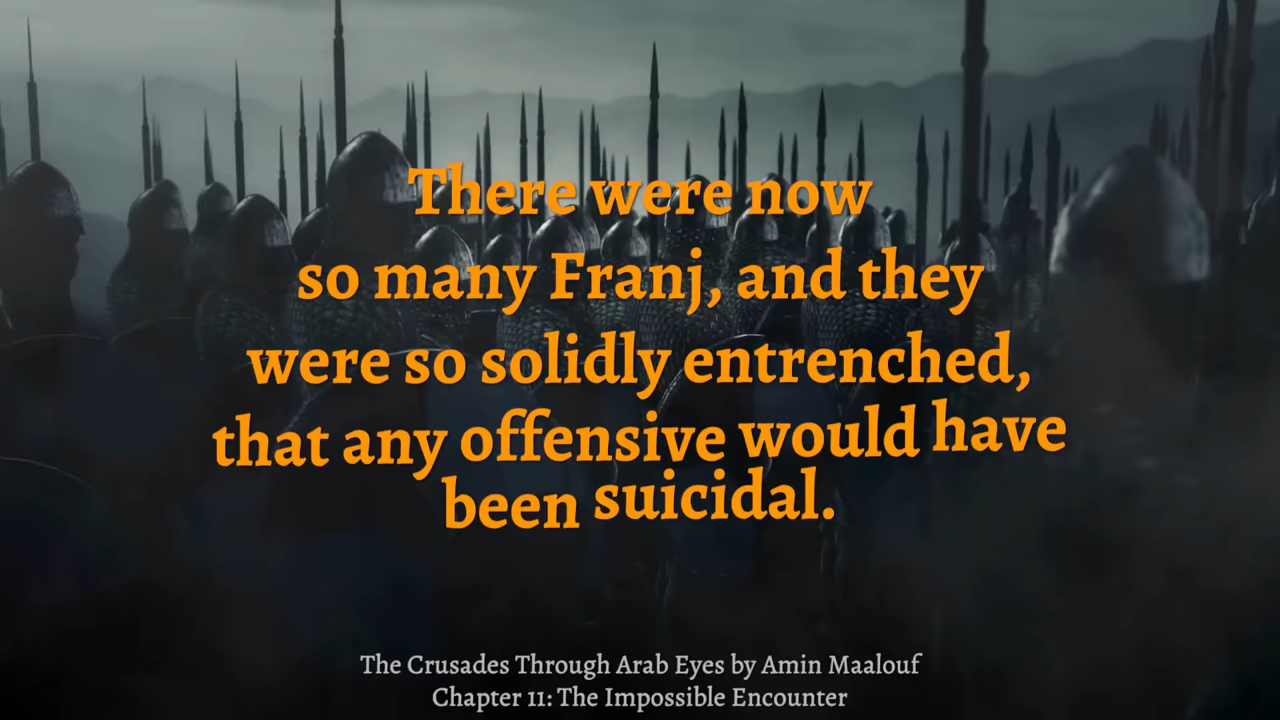 There were now
so many Franj, and they
were so solidly entrenched,
that any offensive would have
been suicidal.
The Crusades Through Arab Eyes by Amin Maalouf
Chapter 11: The Impossible Encounter